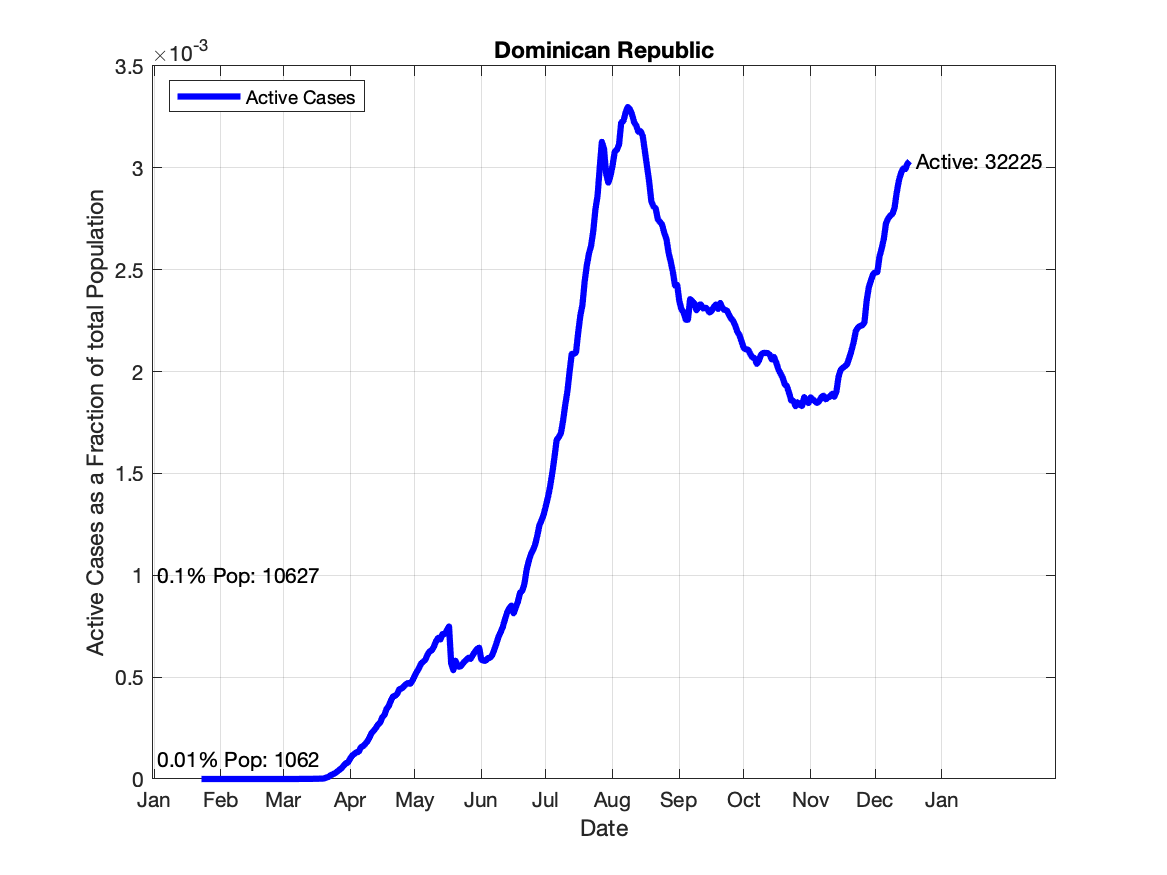 Dominican Republic
×10-3
3.5
3
2.5
2
1.5
1
0.5
0
Active Cases as a Fraction of total Population
Active Cases
Active: 32225
0.1% Pop: 10627
0.01% Pop: 1062
Jan Feb Mar Apr May Jun Jul Aug Sep Oct Nov Dec Jan
Date